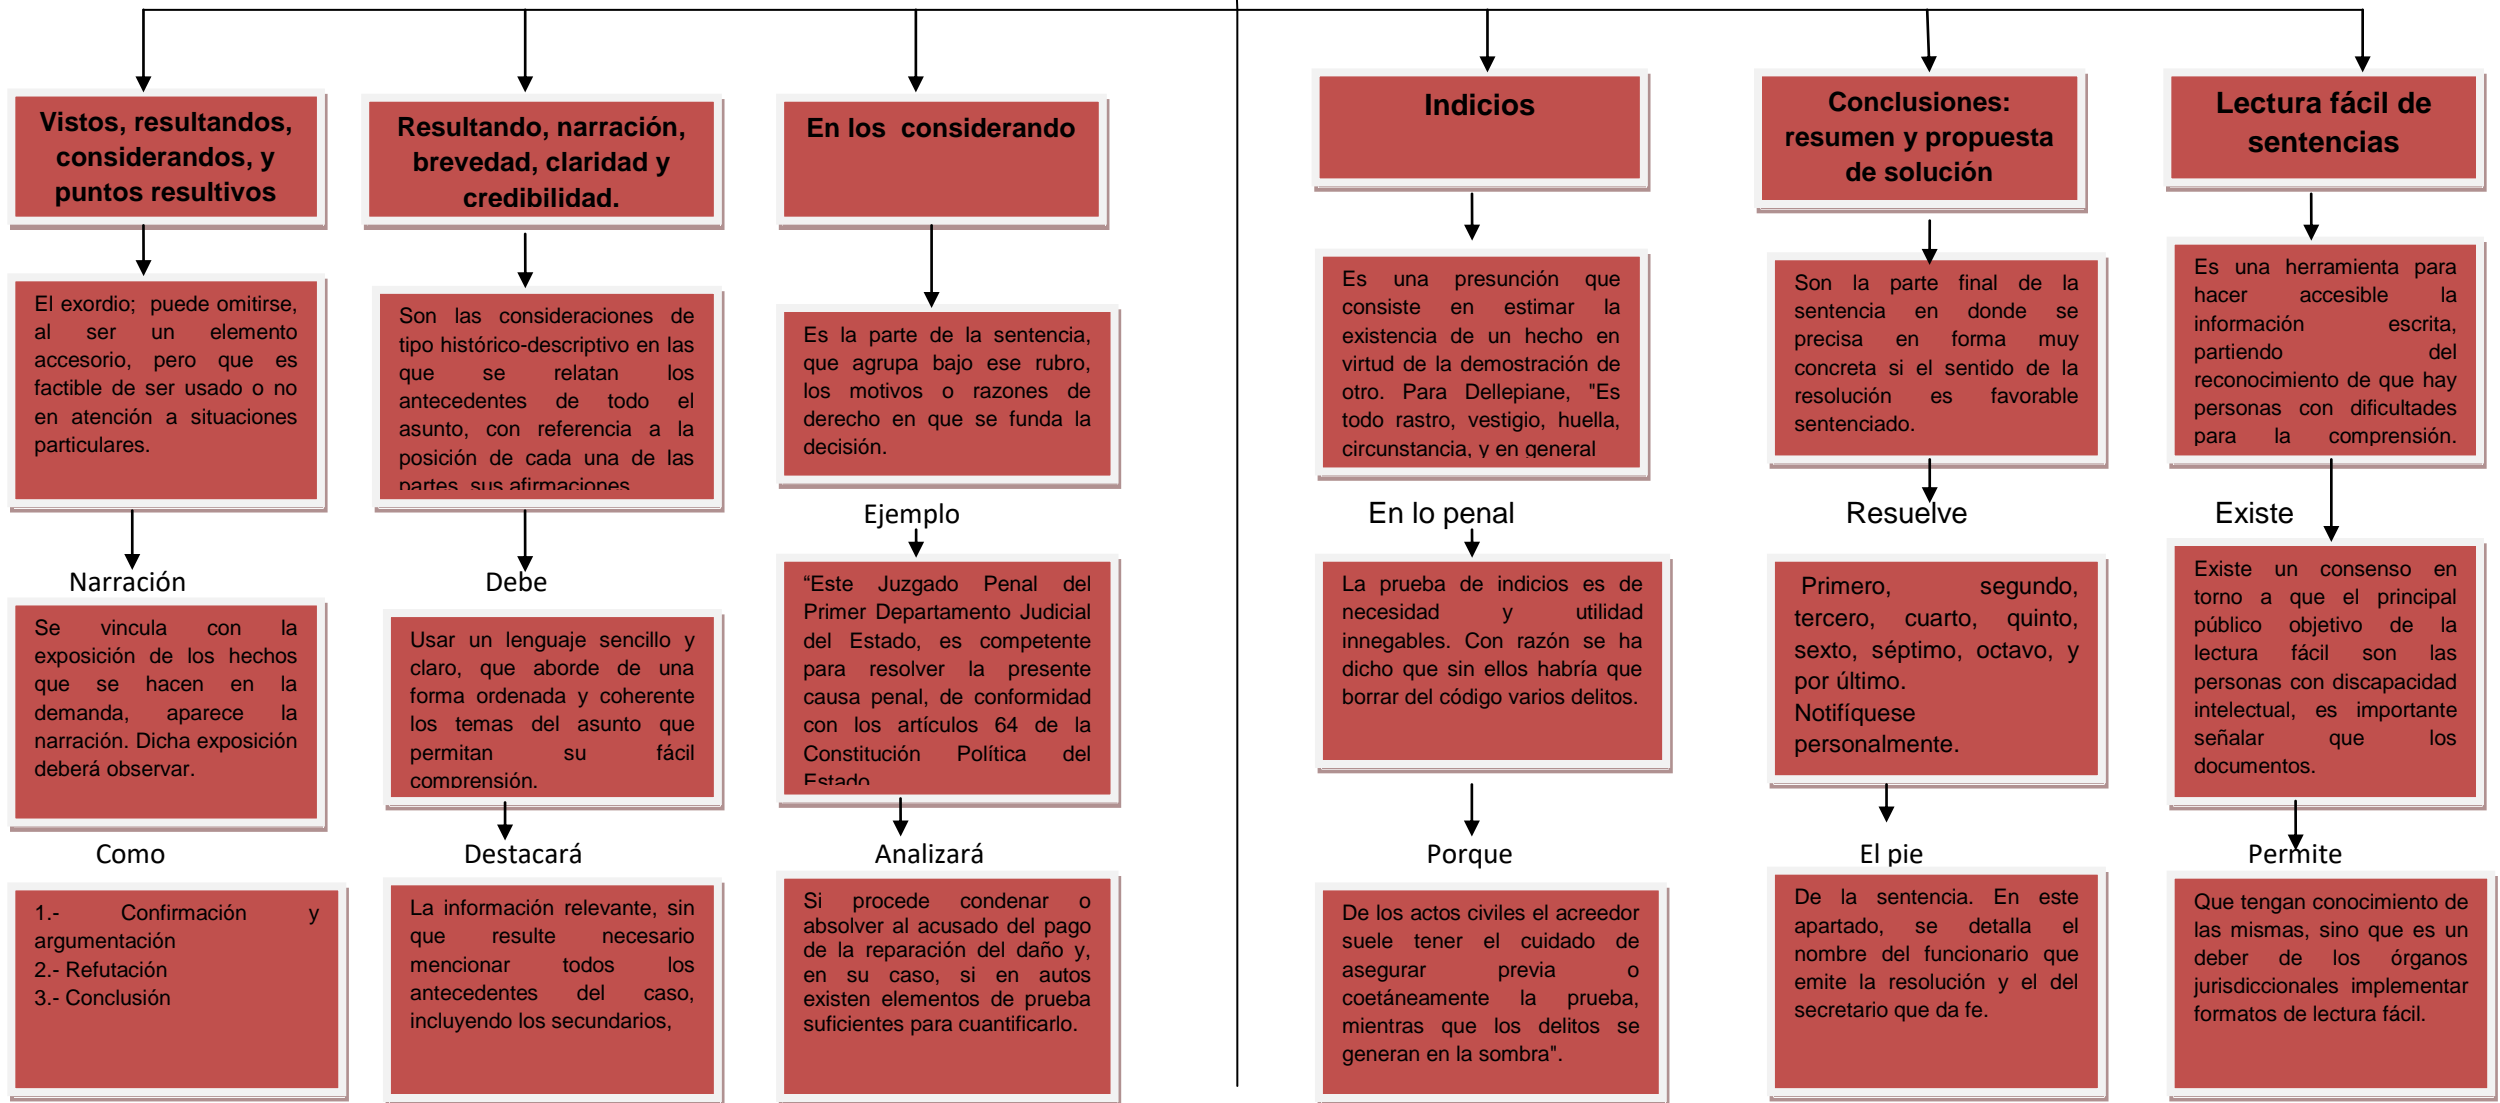 Vistos, resultandos,
considerandos, y
puntos resultivos
El exordio; puede omitirse,
al ser un elemento
accesorio, pero que es
factible de ser usado o no
en atención a situaciones
particulares.
Narración
Se vincula con la
exposición de los hechos
que se hacen en la
demanda, aparece la
narración. Dicha exposición
deberá observar.
Como
1.- Confirmación y
argumentación
2.- Refutación
3.- Conclusión
Resultando, narración,
brevedad, claridad y
credibilidad.
Son las consideraciones de
tipo histórico-descriptivo en las
que se relatan los
antecedentes de todo el
asunto, con referencia a la
posición de cada una de las
partes, sus afirmaciones
Debe
Usar un lenguaje sencillo y
claro, que aborde de una
forma ordenada y coherente
los temas del asunto que
permitan su fácil
comprensión.
Destacará
La información relevante, sin
que resulte necesario
mencionar todos los
antecedentes del caso,
incluyendo los secundarios,
En los considerando
Es la parte de la sentencia,
que agrupa bajo ese rubro,
los motivos o razones de
derecho en que se funda la
decisión.
Ejemplo
“Este Juzgado Penal del
Primer Departamento Judicial
del Estado, es competente
para resolver la presente
causa penal, de conformidad
con los artículos 64 de la
Constitución Política del
Estado
Analizará
Si procede condenar o
absolver al acusado del pago
de la reparación del daño y,
en su caso, si en autos
existen elementos de prueba
suficientes para cuantificarlo.
Indicios
Es una presunción que
consiste en estimar la
existencia de un hecho en
virtud de la demostración de
otro. Para Dellepiane, "Es
todo rastro, vestigio, huella,
circunstancia, y en general
En lo penal
La prueba de indicios es de
necesidad y utilidad
innegables. Con razón se ha
dicho que sin ellos habría que
borrar del código varios delitos.
Porque
De los actos civiles el acreedor
suele tener el cuidado de
asegurar previa o
coetáneamente la prueba,
mientras que los delitos se
generan en la sombra".
Conclusiones:
resumen y propuesta
de solución
Son la parte final de la
sentencia en donde se
precisa en forma muy
concreta si el sentido de la
resolución es favorable
sentenciado.
Resuelve
Primero, segundo,
tercero, cuarto, quinto,
sexto, séptimo, octavo, y
por último.
Notifíquese
personalmente.
El pie
De la sentencia. En este
apartado, se detalla el
nombre del funcionario que
emite la resolución y el del
secretario que da fe.
Lectura fácil de
sentencias
Es una herramienta para
hacer accesible la
información escrita,
partiendo del
reconocimiento de que hay
personas con dificultades
para la comprensión.
Existe
Existe un consenso en
torno a que el principal
público objetivo de la
lectura fácil son las
personas con discapacidad
intelectual, es importante
señalar que los
documentos.
Permite
Que tengan conocimiento de
las mismas, sino que es un
deber de los órganos
jurisdiccionales implementar
formatos de lectura fácil.